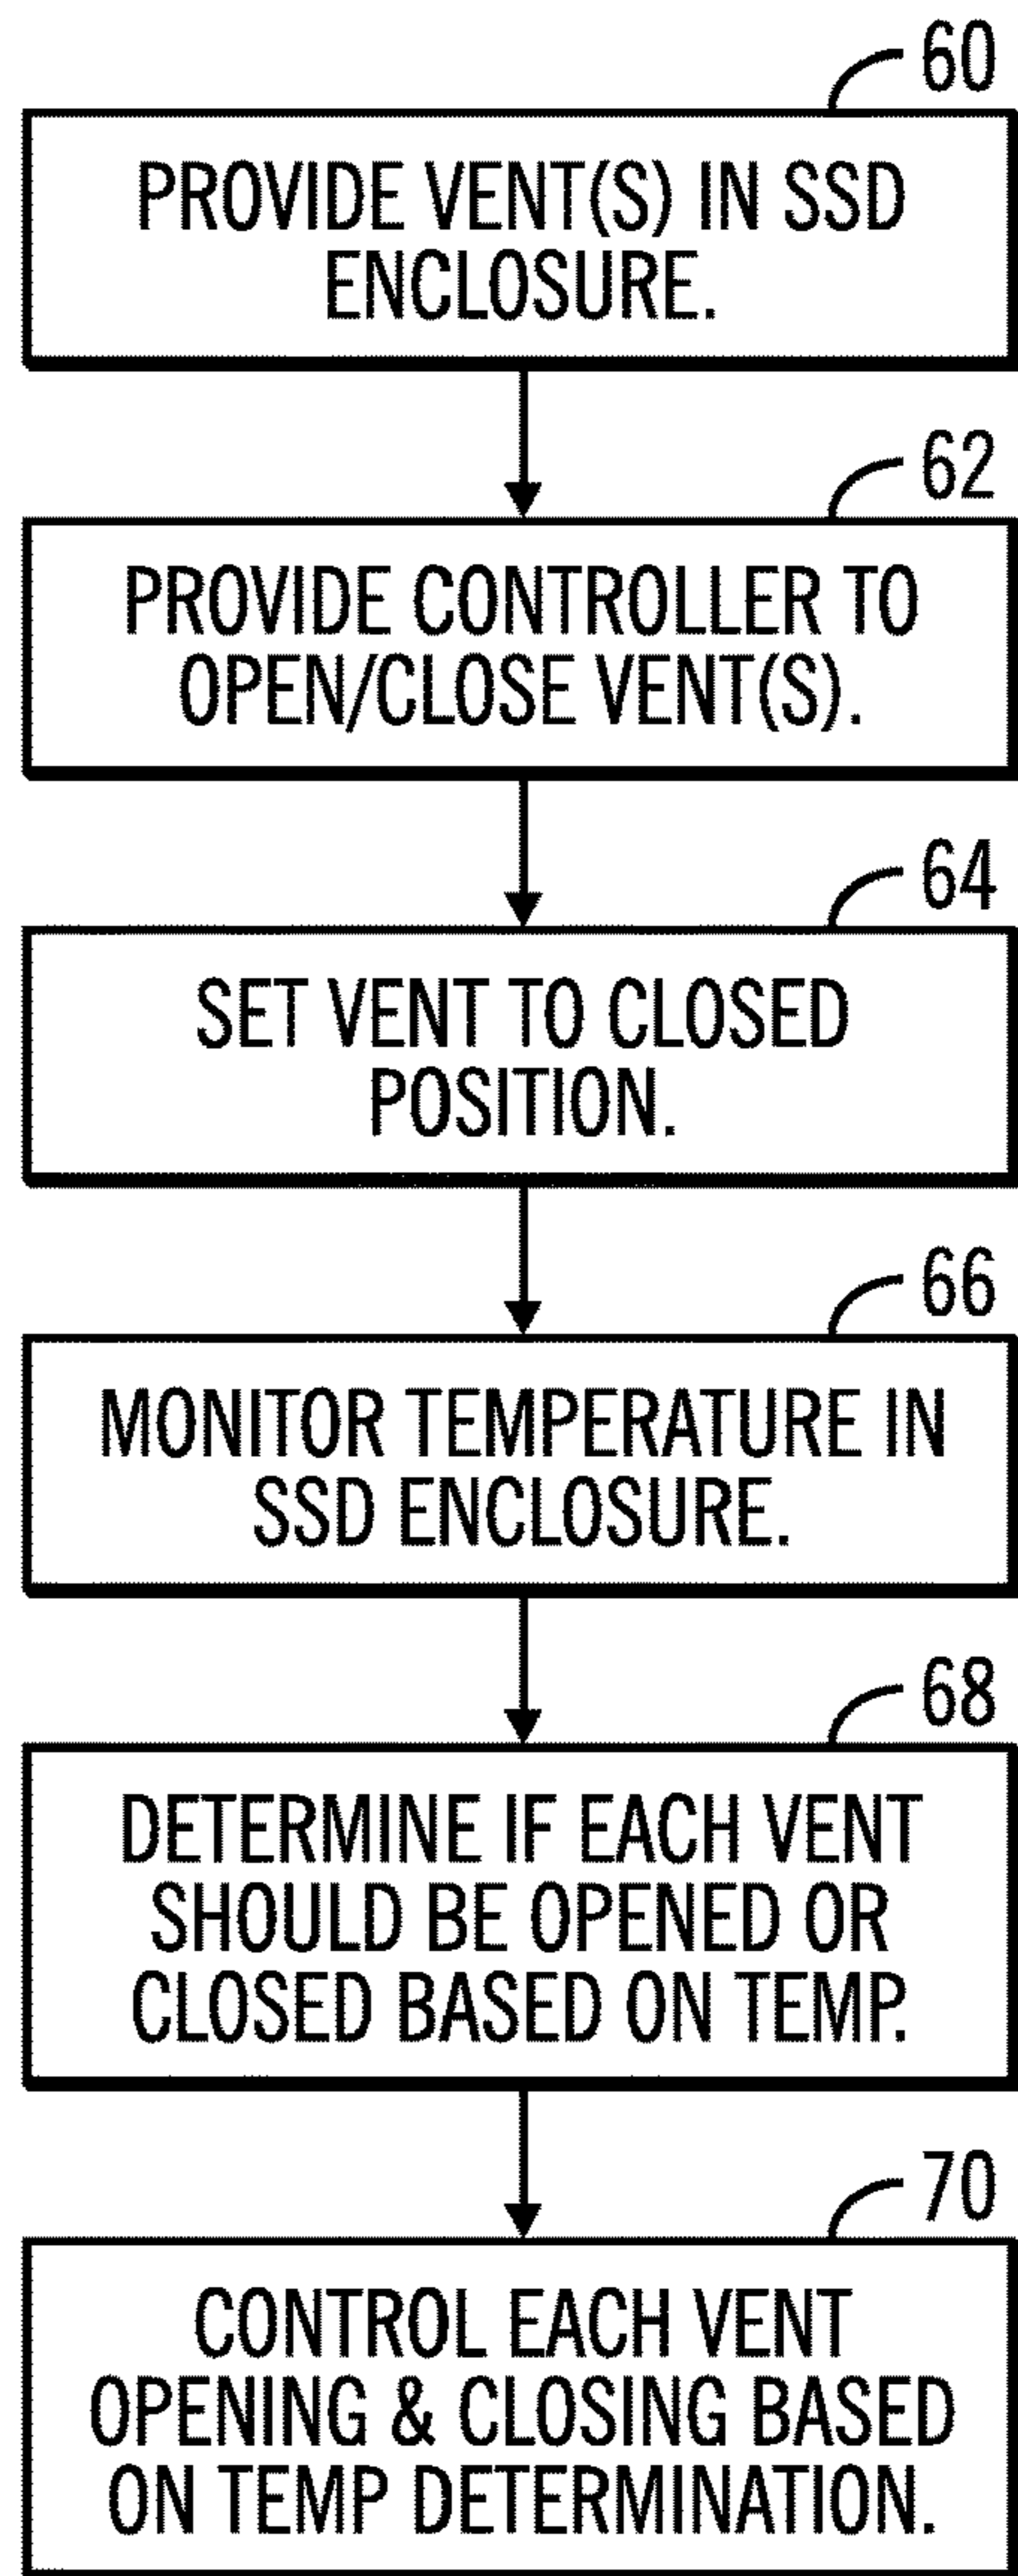 60
PROVIDE VENT(S) IN SSD
ENCLOSURE.
62
PROVIDE CONTROLLER TO
OPEN/CLOSE VENT(S).
64
SET VENT TO CLOSED
POSITION.
66
MONITOR TEMPERATURE IN
SSD ENCLOSURE.
68
DETERMINE IF EACH VENT
SHOULD BE OPENED OR
CLOSED BASED ON TEMP.
70
CONTROL EACH VENT
OPENING & CLOSING BASED
ON TEMP DETERMINATION.